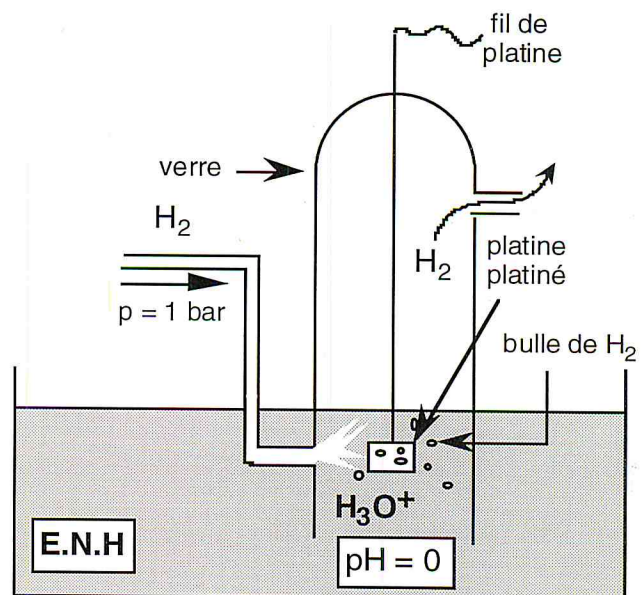 fil de
platine
verre
H₂
H₂
p = 1 bar
platine
platiné
bulle de H₂
H₃O⁺
E.N.H
pH = 0